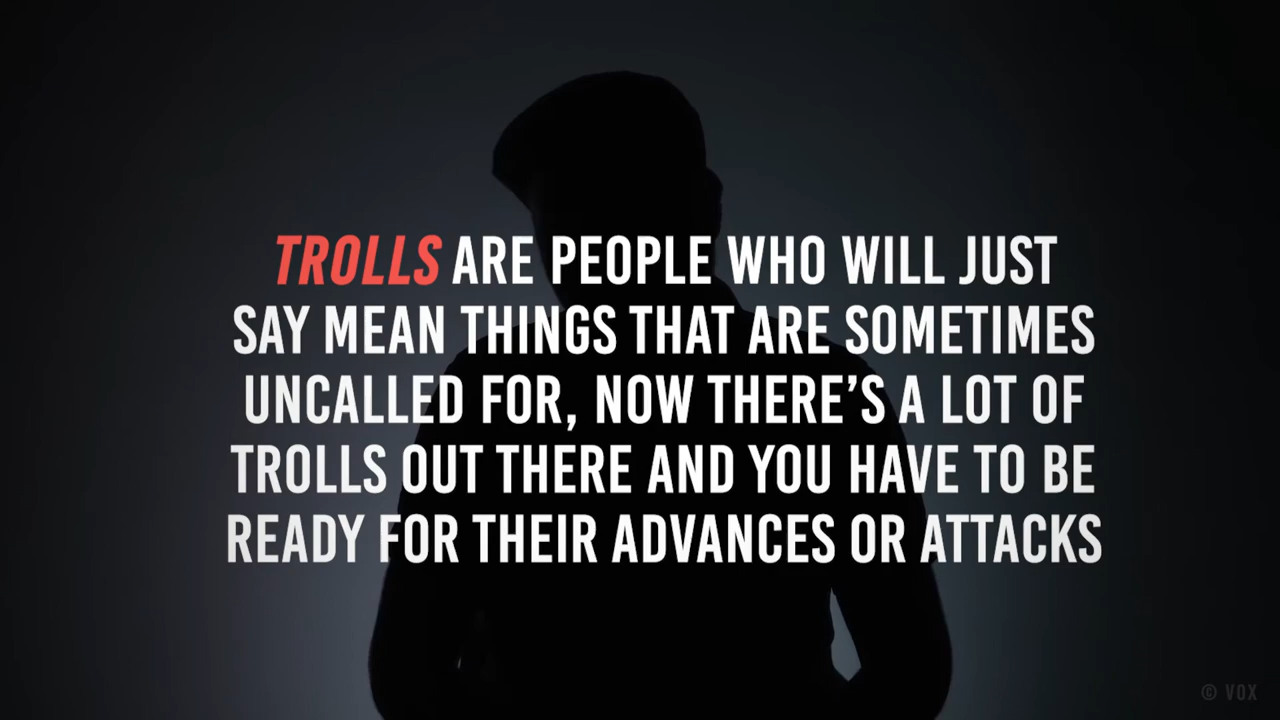 TROLLS ARE PEOPLE WHO WILL JUST
SAY MEAN THINGS THAT ARE SOMETIMES
UNCALLED FOR, NOW THERE’S A LOT OF
TROLLS OUT THERE AND YOU HAVE TO BE
READY FOR THEIR ADVANCES OR ATTACKS
© VOX